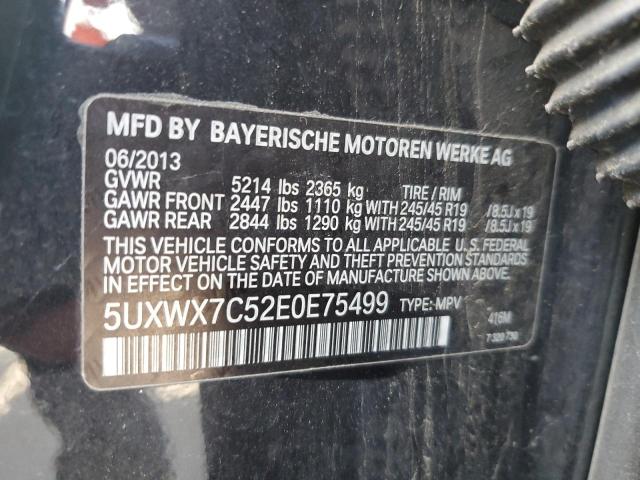 MFD BY BAYERISCHE MOTOREN WERKE AG
06/2013
GVWR 5214 lbs 2365 kg TIRE / RIM
GAWR FRONT 2447 lbs 1110 kg WITH 245/45 R19 /8.5J x 19
GAWR REAR 2844 lbs 1290 kg WITH 245/45 R19 /8.5J x 19
THIS VEHICLE CONFORMS TO ALL APPLICABLE U.S. FEDERAL
MOTOR VEHICLE SAFETY AND THEFT PREVENTION STANDARDS
IN EFFECT ON THE DATE OF MANUFACTURE SHOWN ABOVE.
5UXWX7C52E0E75499 TYPE: MPV 416M
7 320 730